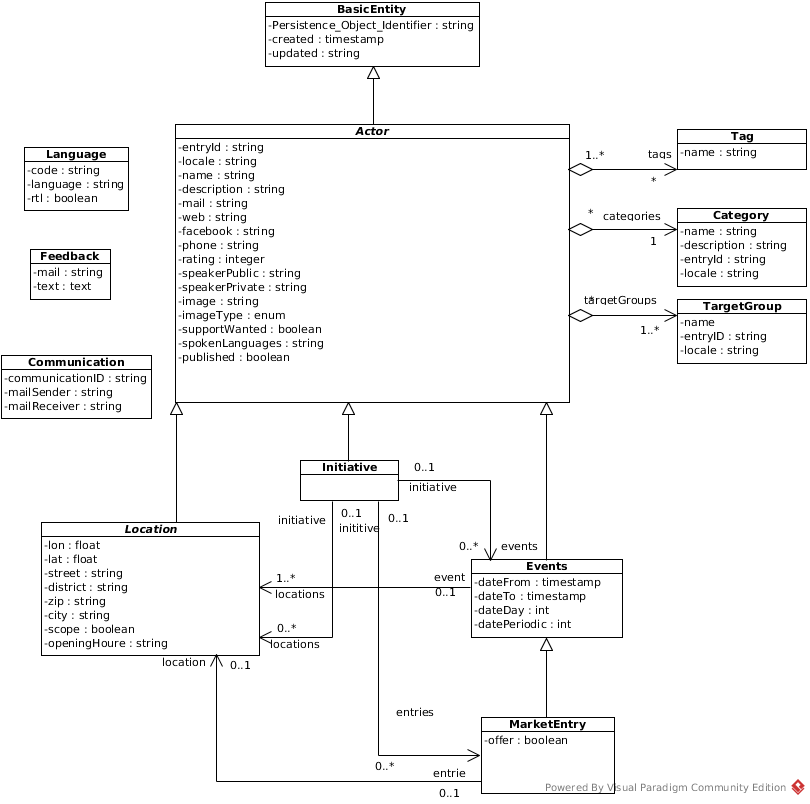 BasicEntity
-Persistence_Object_Identifier : string
-created : timestamp
-updated : string
Actor
-entryId : string
-locale : string
-name : string
-description : string
-mail : string
-web : string
-facebook : string
-phone : string
-rating : integer
-speakerPublic : string
-speakerPrivate : string
-image : string
-imageType : enum
-supportWanted : boolean
-spokenLanguages : string
-published : boolean
Language
-code : string
-language : string
-rtl : boolean
Feedback
-mail : string
-text : text
Communication
-communicationID : string
-mailSender : string
-mailReceiver : string
1..*
tags
*
Tag
-name : string
*
categories
1
Category
-name : string
-description : string
-entryId : string
-locale : string
*
targetGroups
1..*
TargetGroup
-name
-entryID : string
-locale : string
Initiative
0..1
initiative
initiative
0..1
inititive
0..1
0..*
events
Location
-lon : float
-lat : float
-street : string
-district : string
-zip : string
-city : string
-scope : boolean
-openingHoure : string
Events
-dateFrom : timestamp
-dateTo : timestamp
-dateDay : int
-datePeriodic : int
1..*
locations
event
0..1
0..*
locations
location
0..1
entries
0..*
entrie
0..1
MarketEntry
-offer : boolean
Powered By Visual Paradigm Community Edition